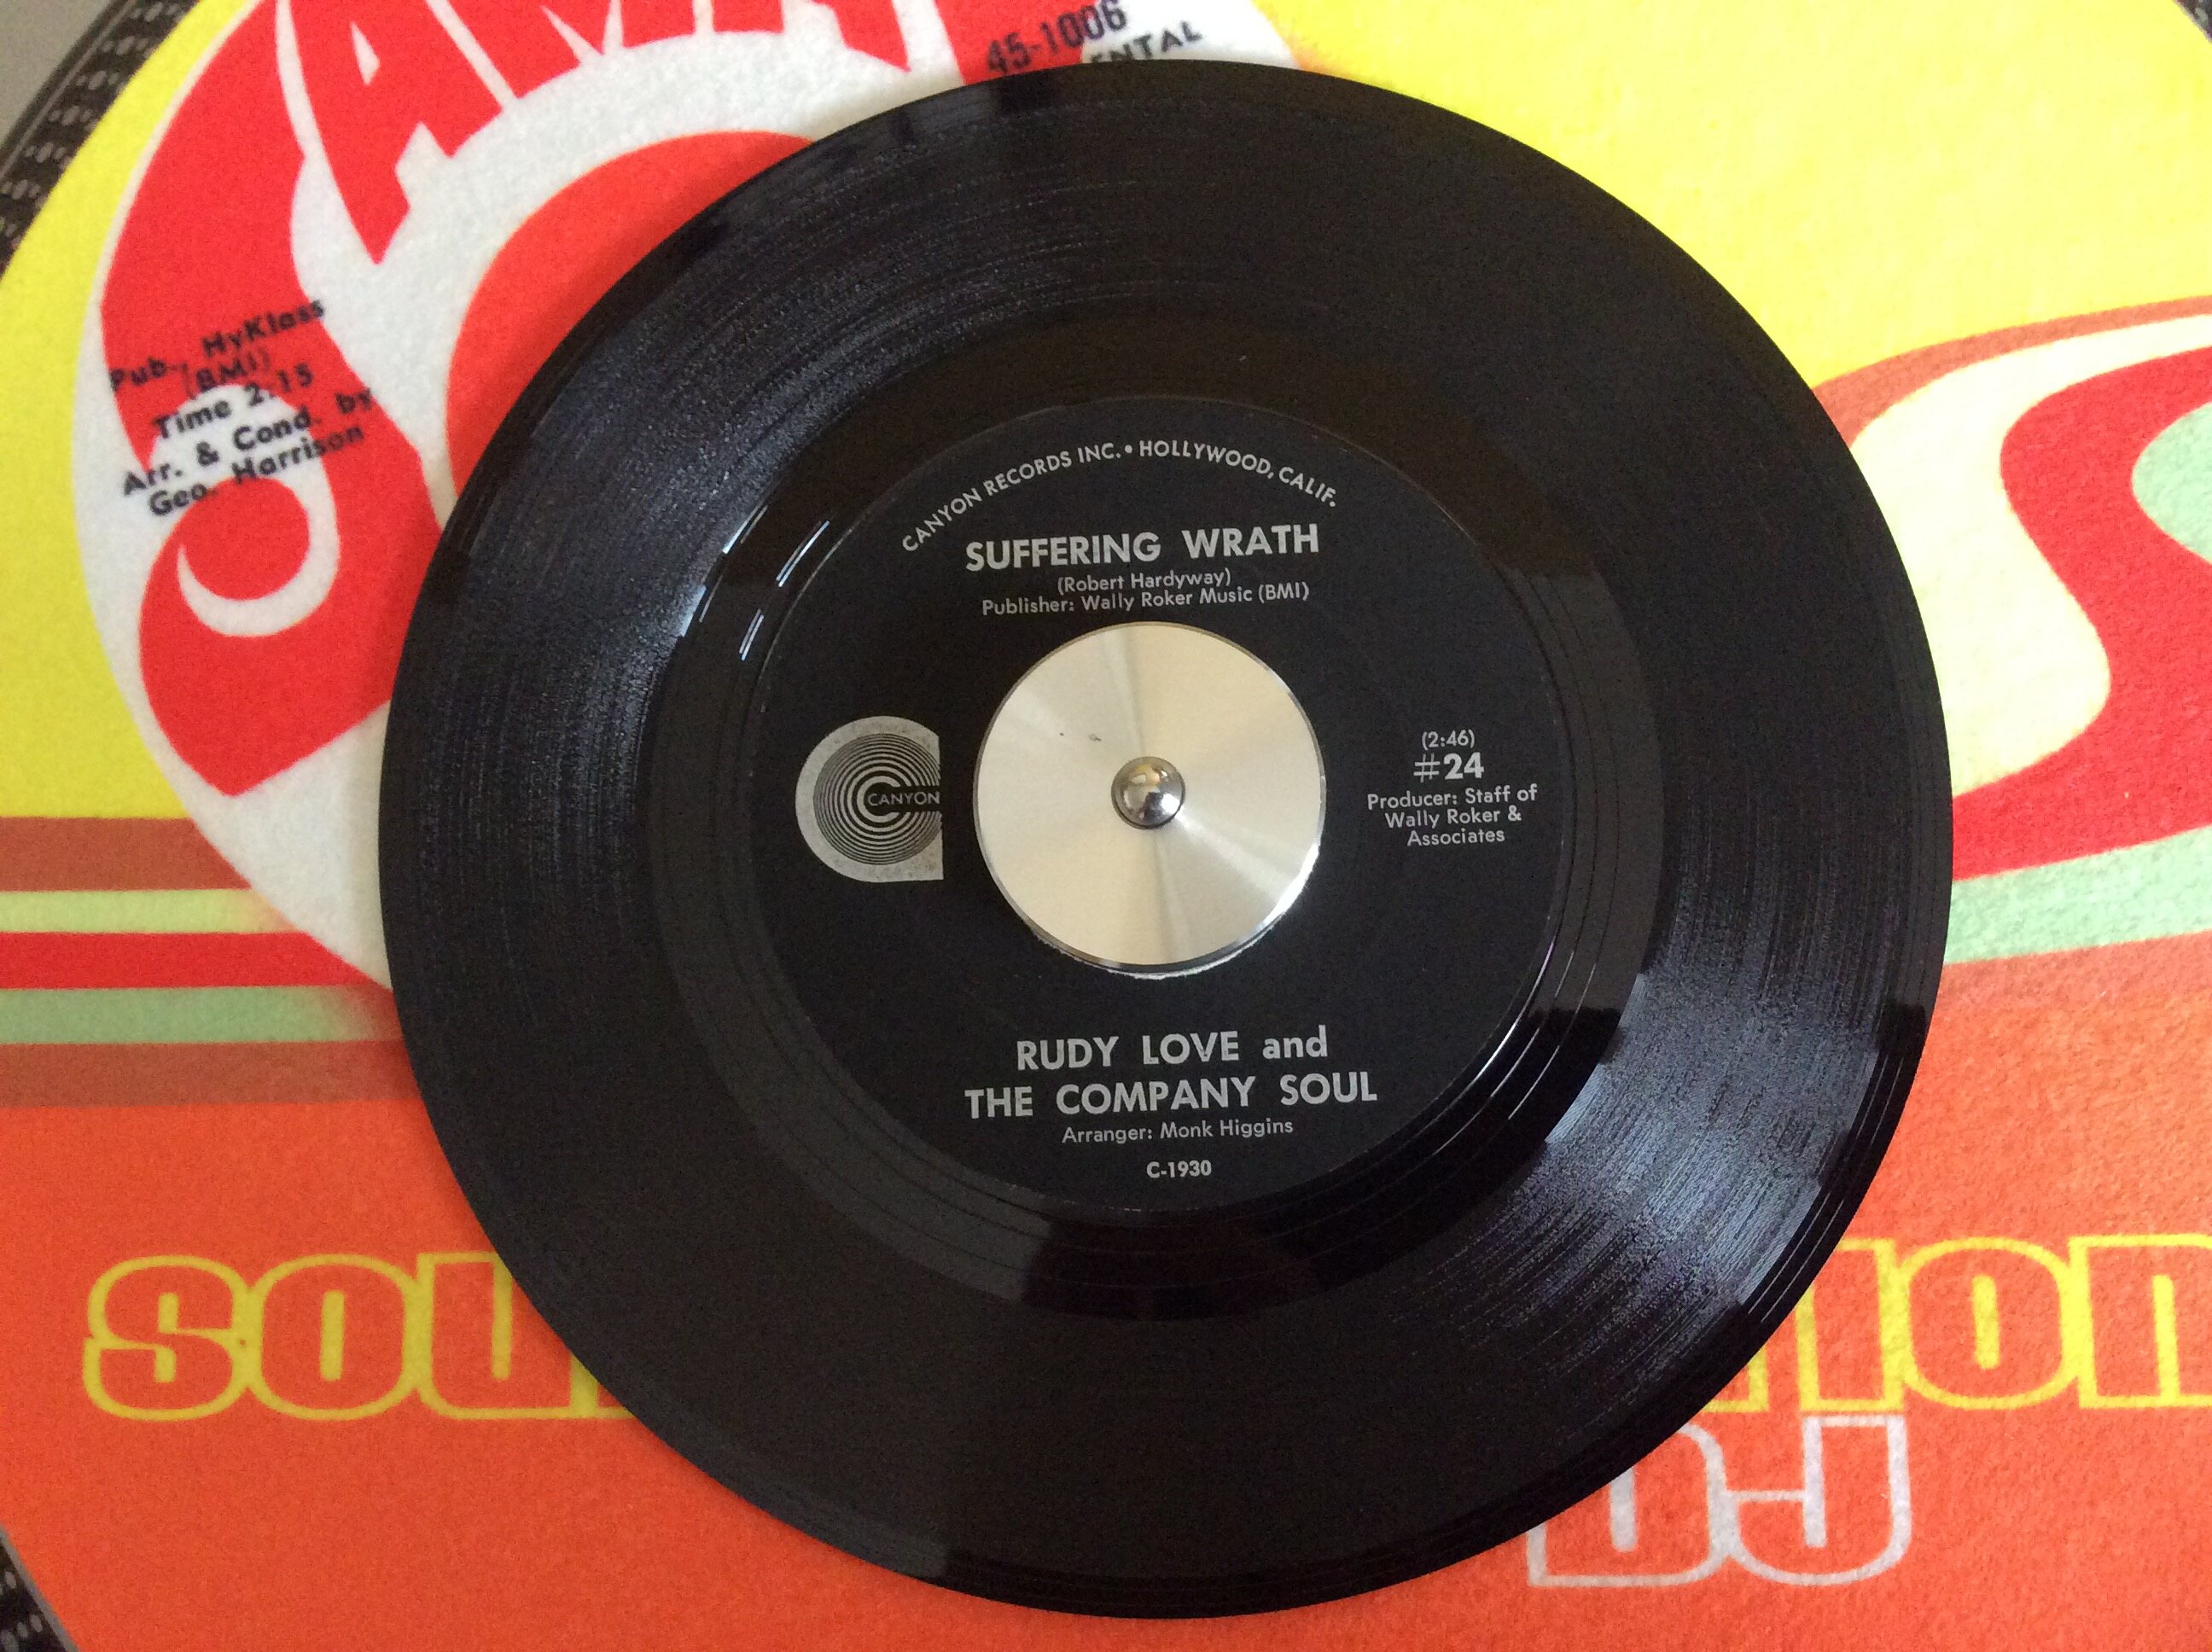 45-1006
Pub., HyKlass
(BMI)
Time 2:15
Arr. & Cond. by
Geo. Harrison
CANYON RECORDS INC. • HOLLYWOOD, CALIF.
SUFFERING WRATH
(Robert Hardyway)
Publisher: Wally Roker Music (BMI)
CANYON
(2:46)
#24
Producer: Staff of
Wally Roker &
Associates
RUDY LOVE and
THE COMPANY SOUL
Arranger: Monk Higgins
C-1930
DJ